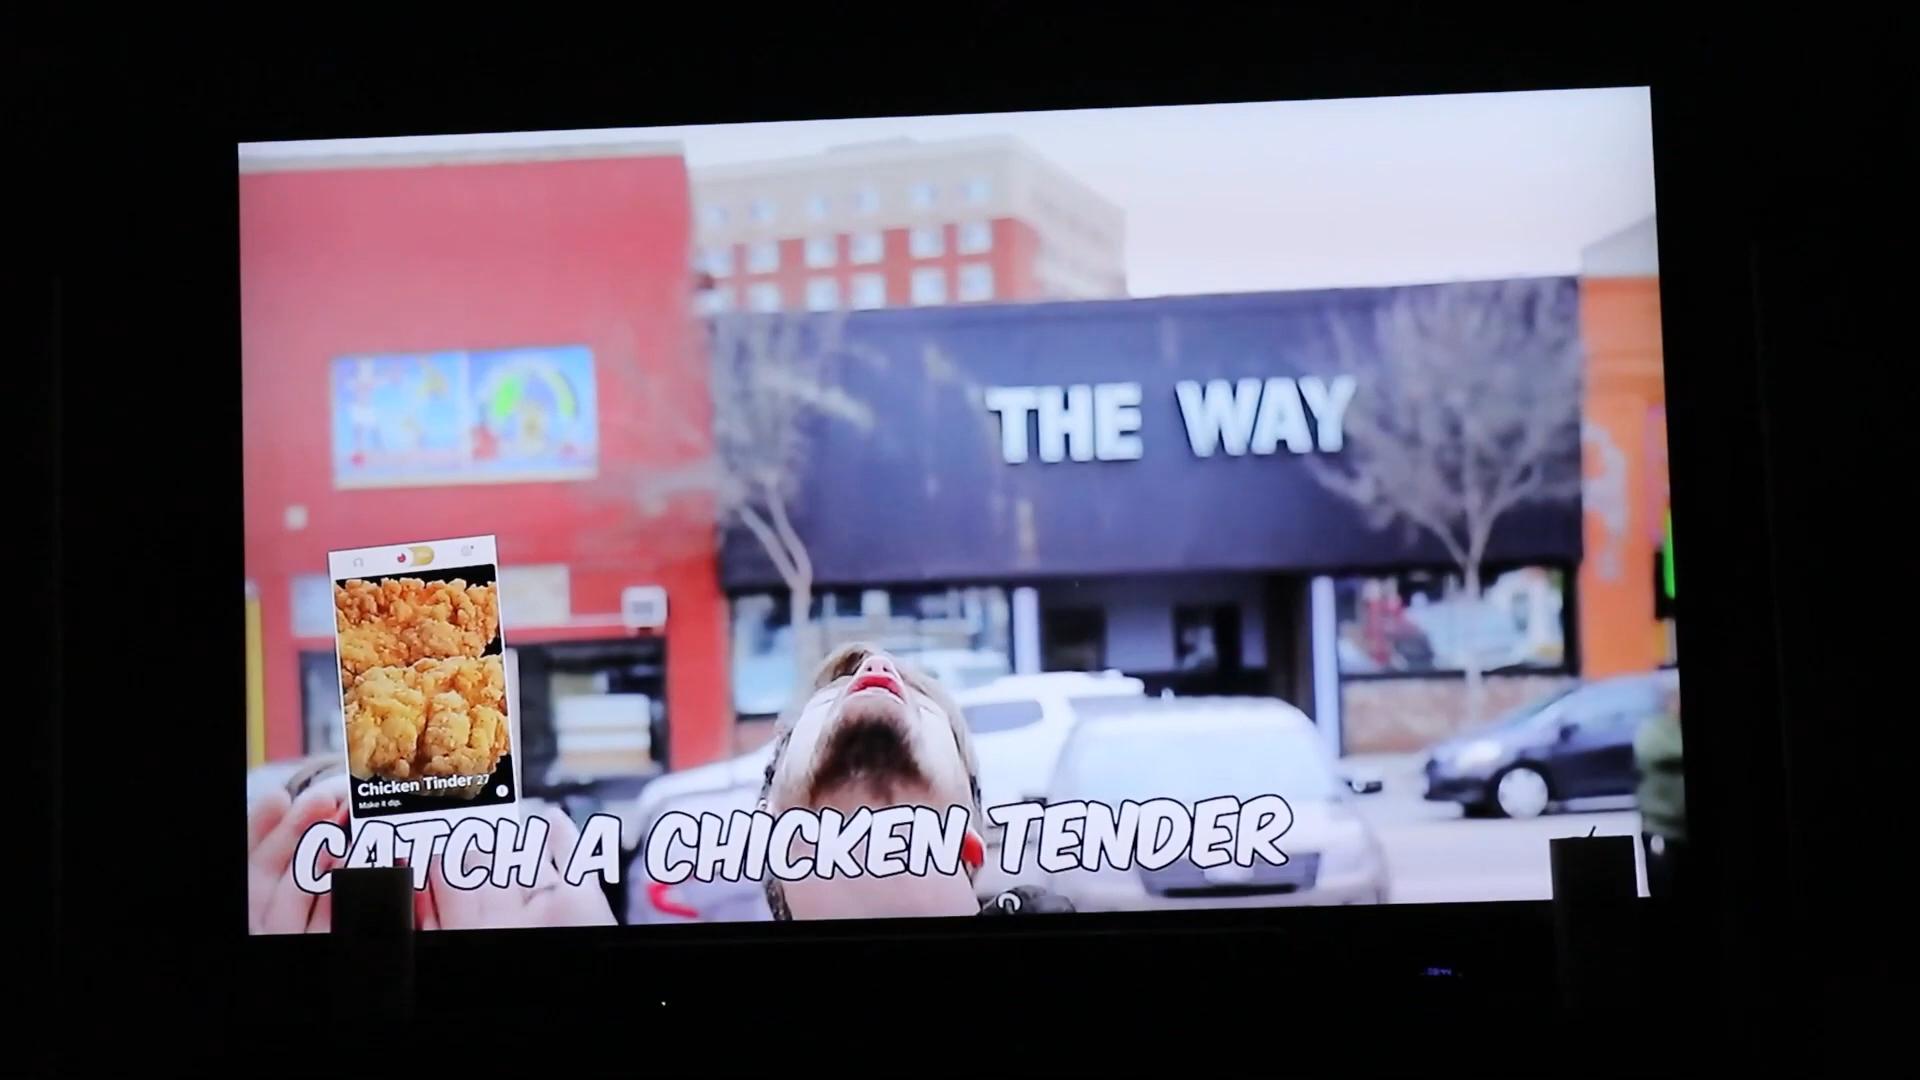 THE WAY
Chicken Tinder 27
Make it dip.
CATCH A CHICKEN TENDER